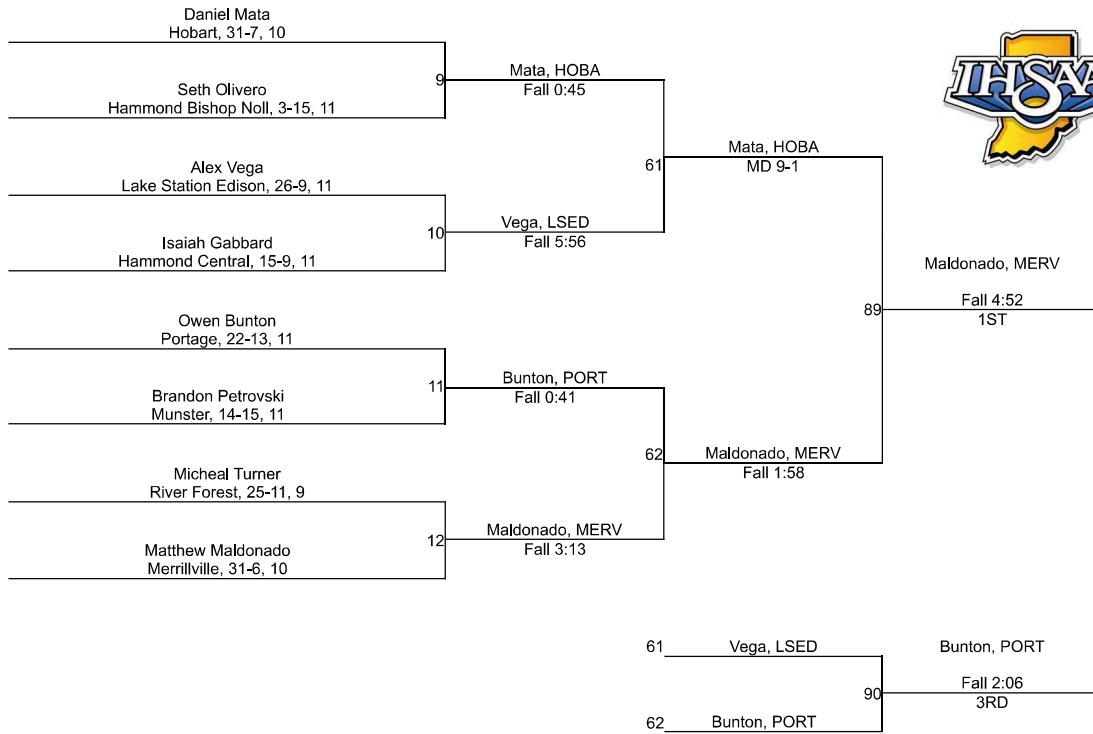 Daniel Mata
Hobart, 31-7, 10
9
Seth Olivero
Hammond Bishop Noll, 3-15, 11
Mata, HOBA
Fall 0:45
Alex Vega
Lake Station Edison, 26-9, 11
10
Isaiah Gabbard
Hammond Central, 15-9, 11
Vega, LSED
Fall 5:56
61
Mata, HOBA
MD 9-1
Owen Bunton
Portage, 22-13, 11
11
Brandon Petrovski
Munster, 14-15, 11
Bunton, PORT
Fall 0:41
Micheal Turner
River Forest, 25-11, 9
12
Matthew Maldonado
Merrillville, 31-6, 10
Maldonado, MERV
Fall 3:13
62
Maldonado, MERV
Fall 1:58
89
IHSAA
Maldonado, MERV
Fall 4:52
1ST
61
Vega, LSED
90
62
Bunton, PORT
Bunton, PORT
Fall 2:06
3RD